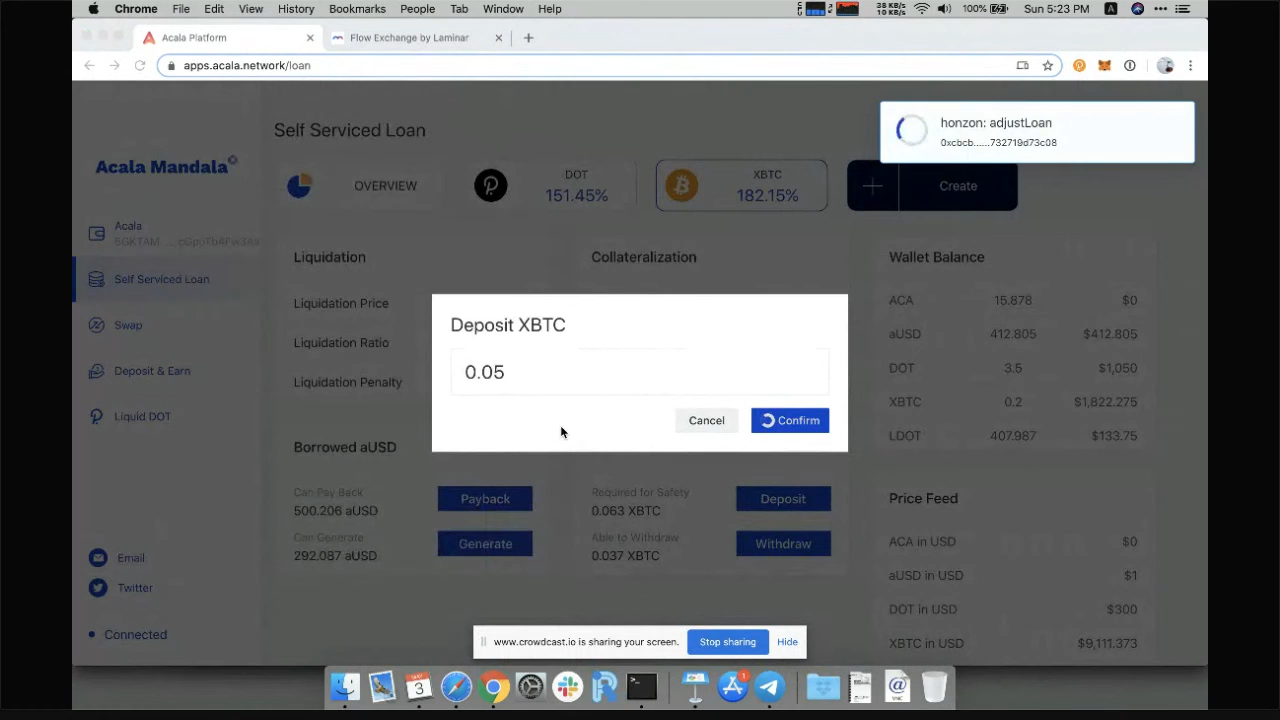 Chrome File Edit View History Bookmarks People Tab Window Help 38 KB/s 10 KB/s 100% Sun 5:23 PM A
Acala Platform Flow Exchange by Laminar
apps.acala.network/loan
honzon: adjustLoan
0xcbcb......732719d73c08
Self Serviced Loan
Acala Mandala
OVERVIEW
DOT
151.45%
XBTC
182.15%
Create
Acala
Self Serviced Loan
Swap
Deposit & Earn
Liquid DOT
Email
Twitter
Connected
Liquidation
Liquidation Price
Liquidation Ratio
Liquidation Penalty
Collateralization
Deposit XBTC
0.05
Cancel Confirm
Borrowed aUSD
Can Pay Back
500.206 aUSD
Payback
Can Generate
292.087 aUSD
Generate
Required for Safety
0.063 XBTC
Deposit
Able to Withdraw
0.037 XBTC
Withdraw
Wallet Balance
ACA 15.878 $0
aUSD 412.805 $412.805
DOT 3.5 $1,050
XBTC 0.2 $1,822.275
LDOT 407.987 $133.75
Price Feed
ACA in USD $0
aUSD in USD $1
DOT in USD $300
XBTC in USD $9,111.373
www.crowdcast.io is sharing your screen. Stop sharing Hide
3
1